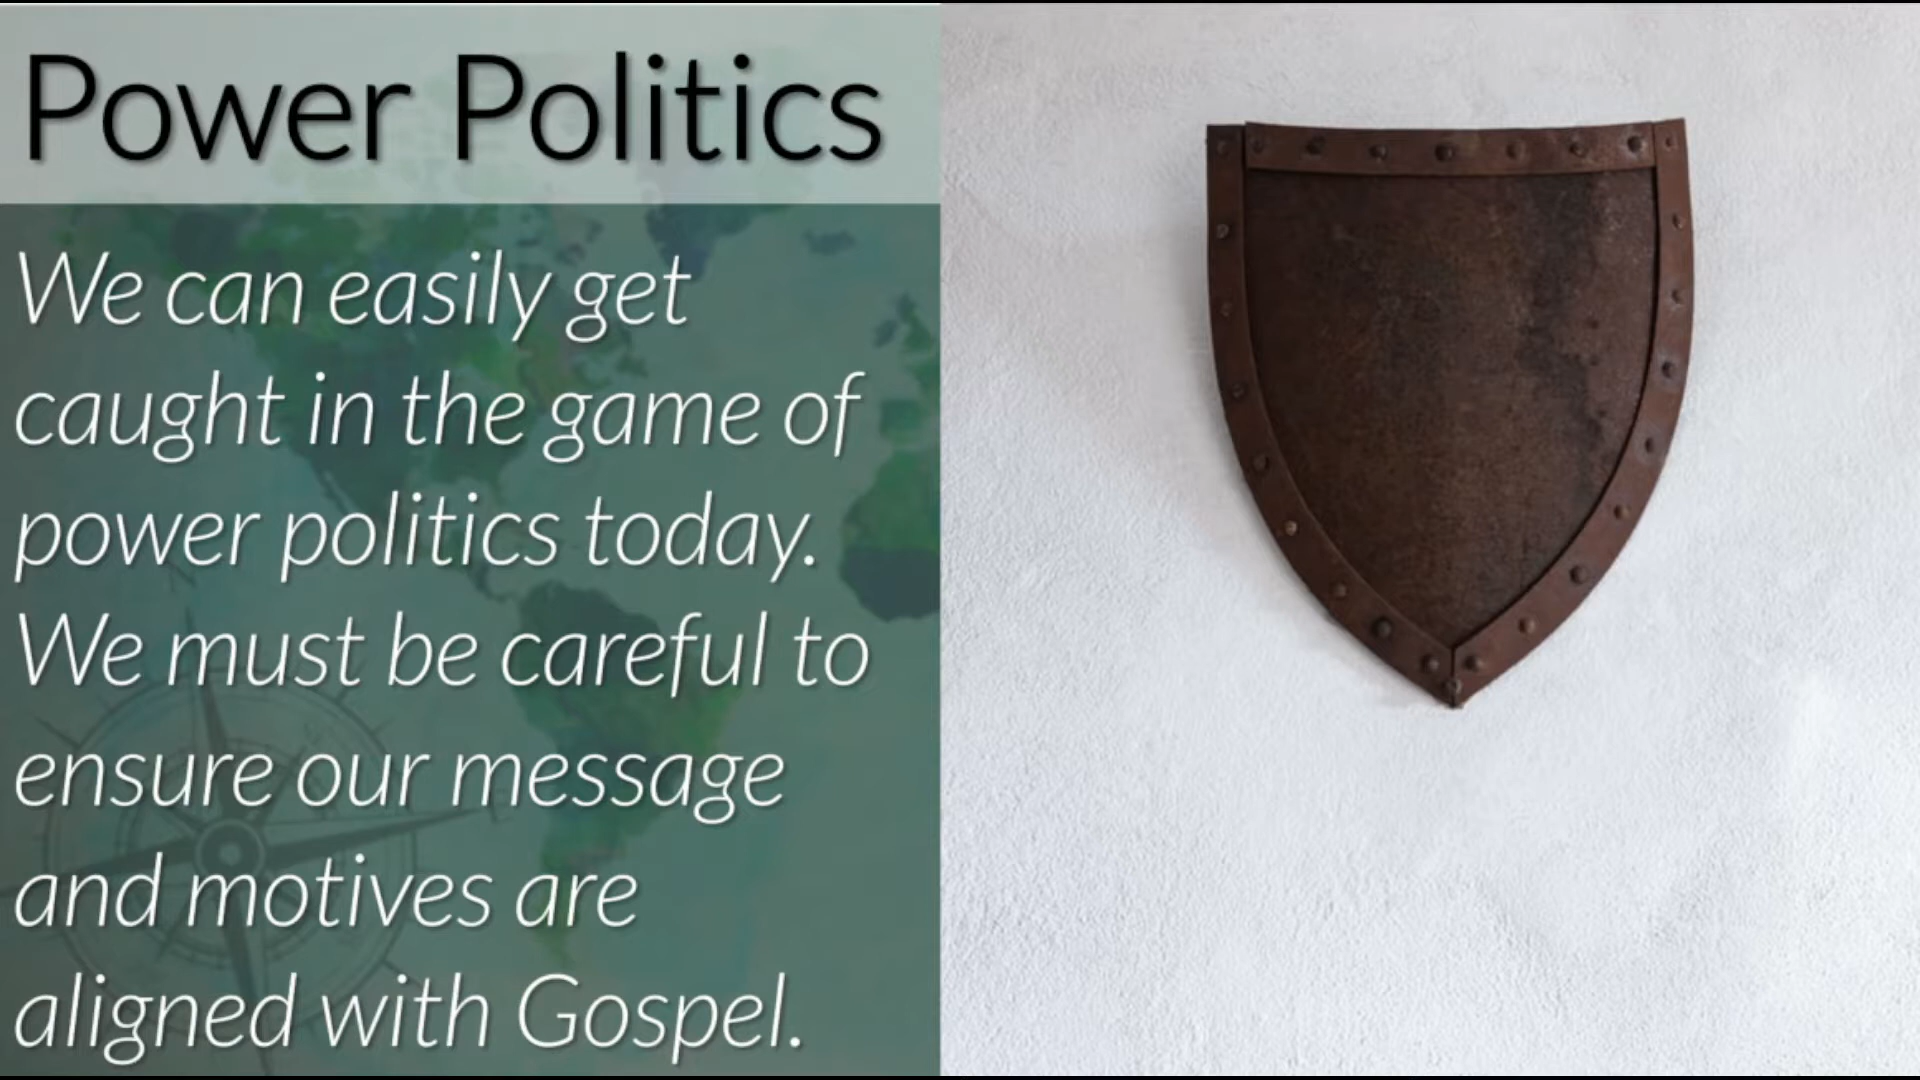 Power Politics
We can easily get
caught in the game of
power politics today.
We must be careful to
ensure our message
and motives are
aligned with Gospel.